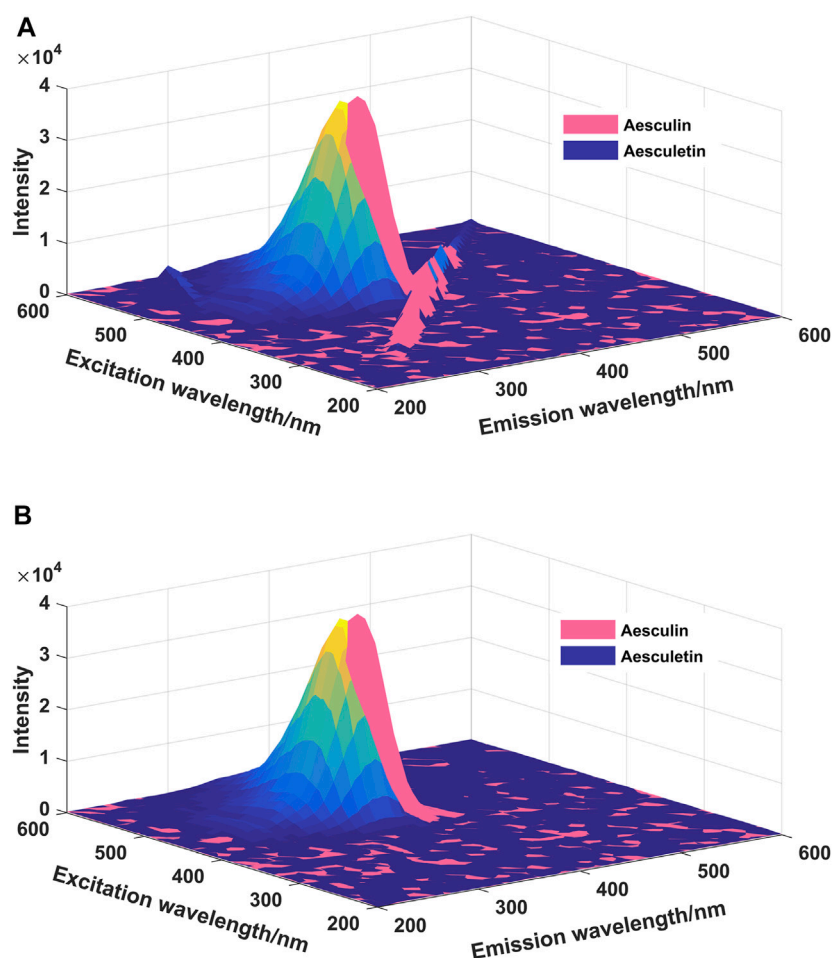 A
×10⁴
4
3
2
1
0
Intensity
Aesculin
Aesculetin
600
500
400
300
200
Excitation wavelength/nm
200
300
400
500
600
Emission wavelength/nm
B
×10⁴
4
3
2
1
0
Intensity
Aesculin
Aesculetin
600
500
400
300
200
Excitation wavelength/nm
200
300
400
500
600
Emission wavelength/nm